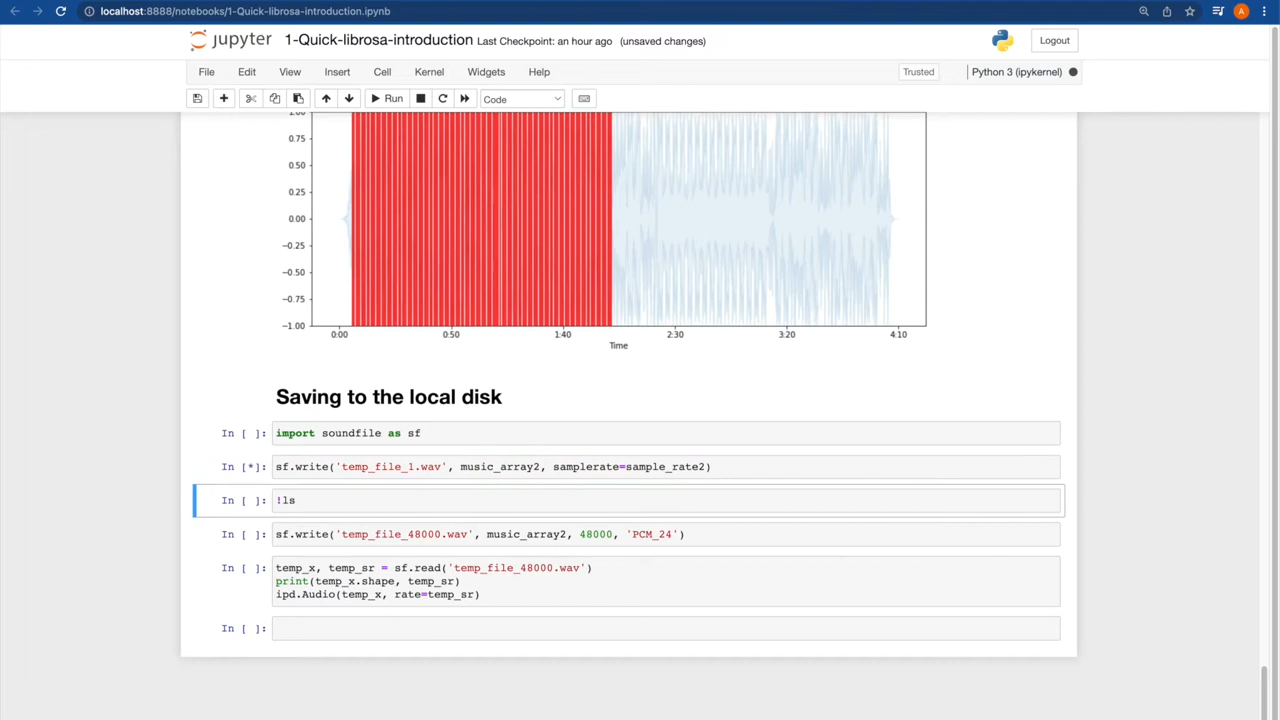 localhost:8888/notebooks/1-Quick-librosa-introduction.ipynb
A
jupyter 1-Quick-librosa-introduction Last Checkpoint: an hour ago (unsaved changes)
Logout
File Edit View Insert Cell Kernel Widgets Help
Trusted
Python 3 (ipykernel)
Run
Code
1.00
0.75
0.50
0.25
0.00
−0.25
−0.50
−0.75
−1.00
0:00 0:50 1:40 2:30 3:20 4:10
Time
Saving to the local disk
In [ ]: import soundfile as sf
In [*]: sf.write('temp_file_1.wav', music_array2, samplerate=sample_rate2)
In [ ]: !ls
In [ ]: sf.write('temp_file_48000.wav', music_array2, 48000, 'PCM_24')
In [ ]: temp_x, temp_sr = sf.read('temp_file_48000.wav')
print(temp_x.shape, temp_sr)
ipd.Audio(temp_x, rate=temp_sr)
In [ ]: